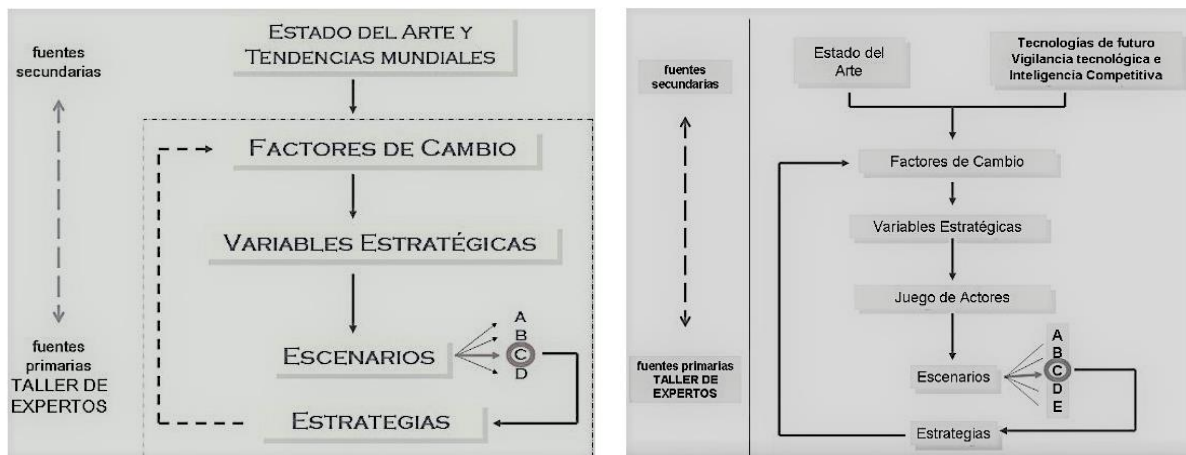 fuentes
secundarias
fuentes
primarias
TALLER DE
EXPERTOS
ESTADO DEL ARTE Y
TENDENCIAS MUNDIALES
FACTORES DE CAMBIO
VARIABLES ESTRATÉGICAS
ESCENARIOS
A
B
C
D
ESTRATEGIAS
fuentes
secundarias
fuentes primarias
TALLER DE
EXPERTOS
Estado del
Arte
Tecnologías de futuro
Vigilancia tecnológica e
Inteligencia Competitiva
Factores de Cambio
Variables Estratégicas
Juego de Actores
Escenarios
A
B
C
D
E
Estrategias